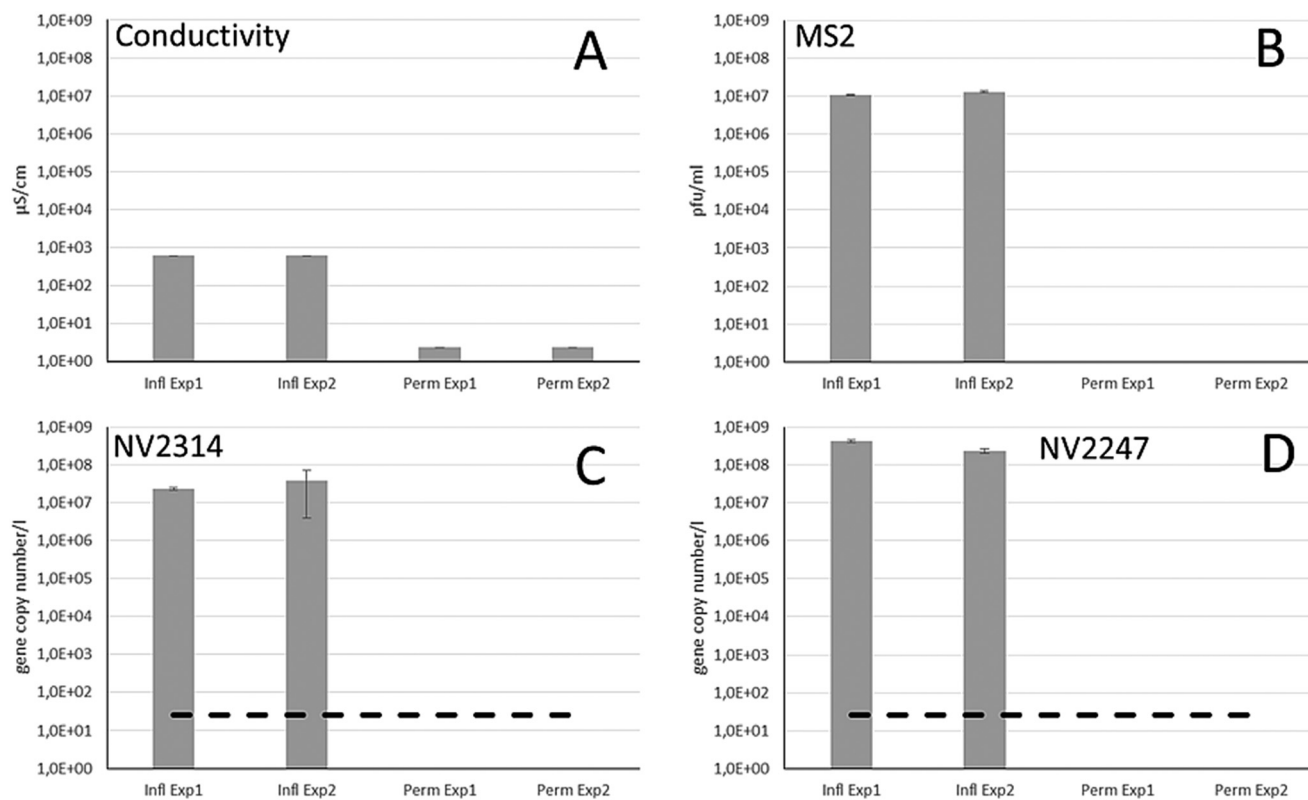 Conductivity
A
1,0E+09
1,0E+08
1,0E+07
1,0E+06
1,0E+05
1,0E+04
1,0E+03
1,0E+02
1,0E+01
1,0E+00
µS/cm
Infl Exp1 Infl Exp2 Perm Exp1 Perm Exp2
MS2
B
1,0E+09
1,0E+08
1,0E+07
1,0E+06
1,0E+05
1,0E+04
1,0E+03
1,0E+02
1,0E+01
1,0E+00
pfu/ml
Infl Exp1 Infl Exp2 Perm Exp1 Perm Exp2
NV2314
C
1,0E+09
1,0E+08
1,0E+07
1,0E+06
1,0E+05
1,0E+04
1,0E+03
1,0E+02
1,0E+01
1,0E+00
gene copy number/l
Infl Exp1 Infl Exp2 Perm Exp1 Perm Exp2
NV2247
D
1,0E+09
1,0E+08
1,0E+07
1,0E+06
1,0E+05
1,0E+04
1,0E+03
1,0E+02
1,0E+01
1,0E+00
gene copy number/l
Infl Exp1 Infl Exp2 Perm Exp1 Perm Exp2